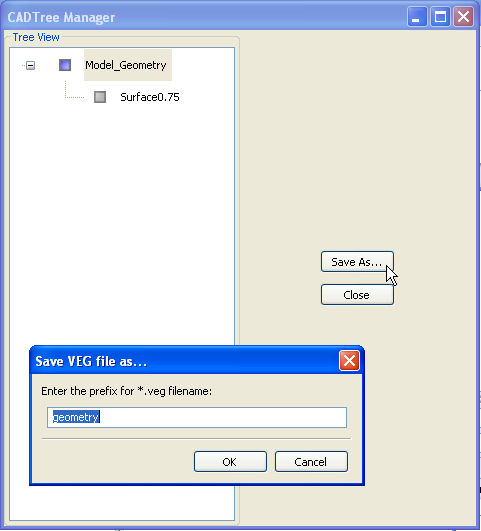 CADTree Manager
Tree View
Model_Geometry
Surface0.75
Save As...
Close
Save VEG file as...
Enter the prefix for *.veg filename:
geometry
OK
Cancel